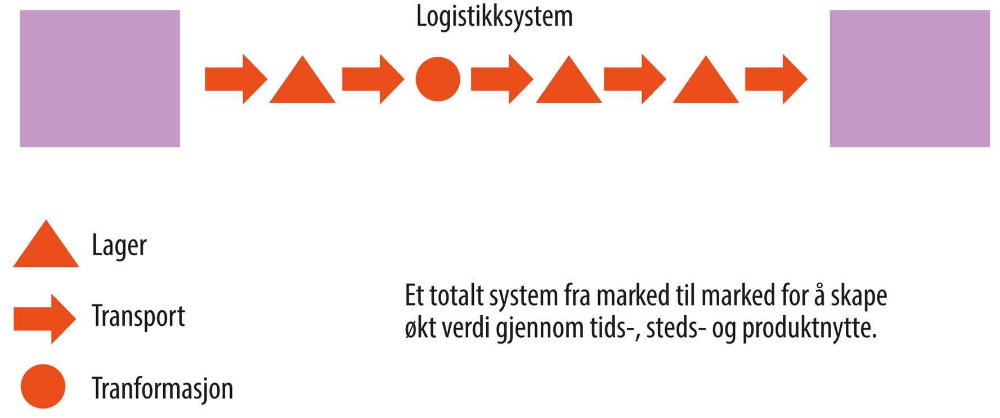 Logistikksystem
Lager
Transport
Tranformasjon
Et totalt system fra marked til marked for å skape
økt verdi gjennom tids-, steds- og produktnytte.